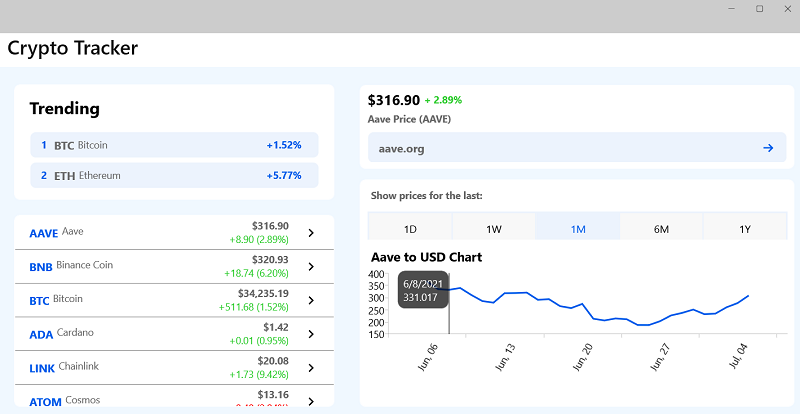 Crypto Tracker
Trending
1 BTC Bitcoin +1.52%
2 ETH Ethereum +5.77%
AAVE Aave $316.90
+8.90 (2.89%)
BNB Binance Coin $320.93
+18.74 (6.20%)
BTC Bitcoin $34,235.19
+511.68 (1.52%)
ADA Cardano $1.42
+0.01 (0.95%)
LINK Chainlink $20.08
+1.73 (9.42%)
ATOM Cosmos $13.16
$316.90 + 2.89%
Aave Price (AAVE)
aave.org
Show prices for the last:
1D 1W 1M 6M 1Y
Aave to USD Chart
400
350
300
250
200
150
6/8/2021
331.017
Jun, 06
Jun, 13
Jun, 20
Jun, 27
Jul, 04